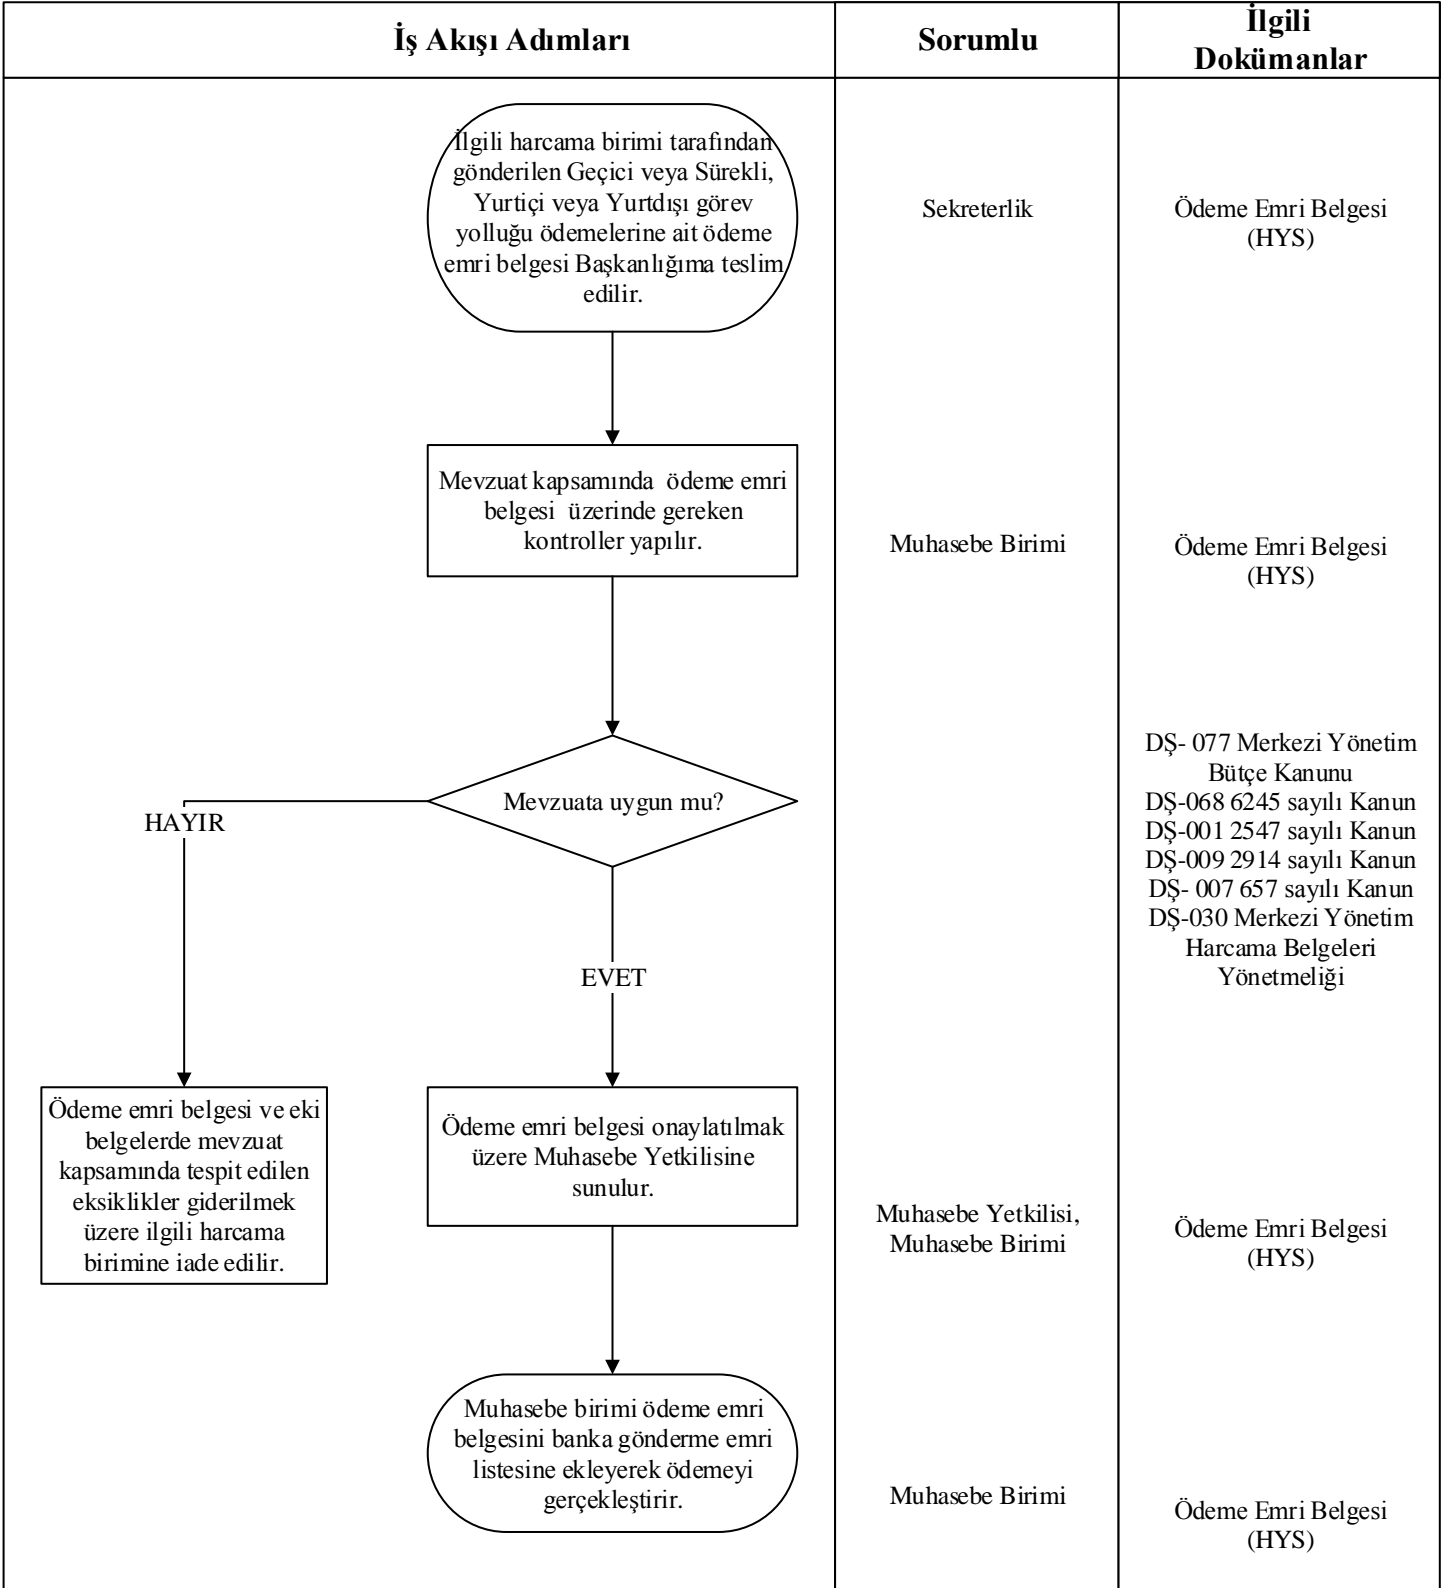 İş Akışı Adımları
Sorumlu
İlgili
Dokümanlar
İlgili harcama birimi tarafından
gönderilen Geçici veya Sürekli,
Yurtiçi veya Yurtdışı görev
yolluğu ödemelerine ait ödeme
emri belgesi Başkanlığıma teslim
edilir.
Sekreterlik
Ödeme Emri Belgesi
(HYS)
Mevzuat kapsamında ödeme emri
belgesi üzerinde gereken
kontroller yapılır.
Muhasebe Birimi
Ödeme Emri Belgesi
(HYS)
Mevzuata uygun mu?
HAYIR
EVET
DŞ- 077 Merkezi Yönetim
Bütçe Kanunu
DŞ-068 6245 sayılı Kanun
DŞ-001 2547 sayılı Kanun
DŞ-009 2914 sayılı Kanun
DŞ- 007 657 sayılı Kanun
DŞ-030 Merkezi Yönetim
Harcama Belgeleri
Yönetmeliği
Ödeme emri belgesi ve eki
belgelerde mevzuat
kapsamında tespit edilen
eksiklikler giderilmek
üzere ilgili harcama
birimine iade edilir.
Ödeme emri belgesi onaylatılmak
üzere Muhasebe Yetkilisine
sunulur.
Muhasebe Yetkilisi,
Muhasebe Birimi
Ödeme Emri Belgesi
(HYS)
Muhasebe birimi ödeme emri
belgesini banka gönderme emri
listesine ekleyerek ödemeyi
gerçekleştirir.
Muhasebe Birimi
Ödeme Emri Belgesi
(HYS)